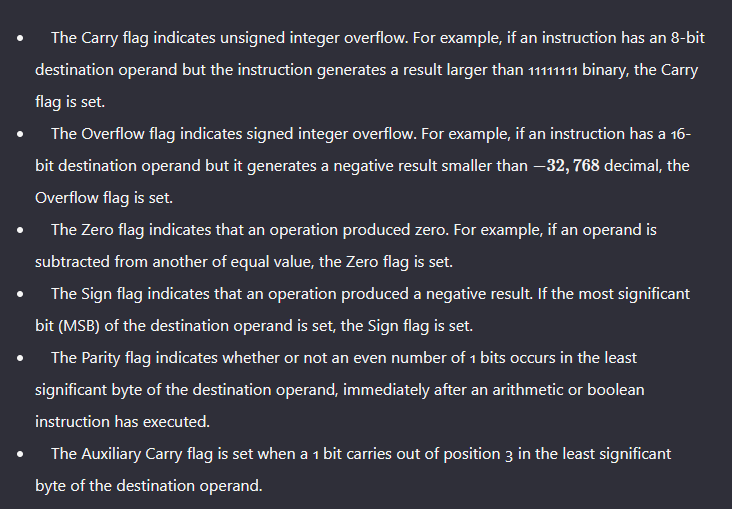 • The Carry flag indicates unsigned integer overflow. For example, if an instruction has an 8-bit
destination operand but the instruction generates a result larger than 11111111 binary, the Carry
flag is set.
• The Overflow flag indicates signed integer overflow. For example, if an instruction has a 16-
bit destination operand but it generates a negative result smaller than −32,768 decimal, the
Overflow flag is set.
• The Zero flag indicates that an operation produced zero. For example, if an operand is
subtracted from another of equal value, the Zero flag is set.
• The Sign flag indicates that an operation produced a negative result. If the most significant
bit (MSB) of the destination operand is set, the Sign flag is set.
• The Parity flag indicates whether or not an even number of 1 bits occurs in the least
significant byte of the destination operand, immediately after an arithmetic or boolean
instruction has executed.
• The Auxiliary Carry flag is set when a 1 bit carries out of position 3 in the least significant
byte of the destination operand.